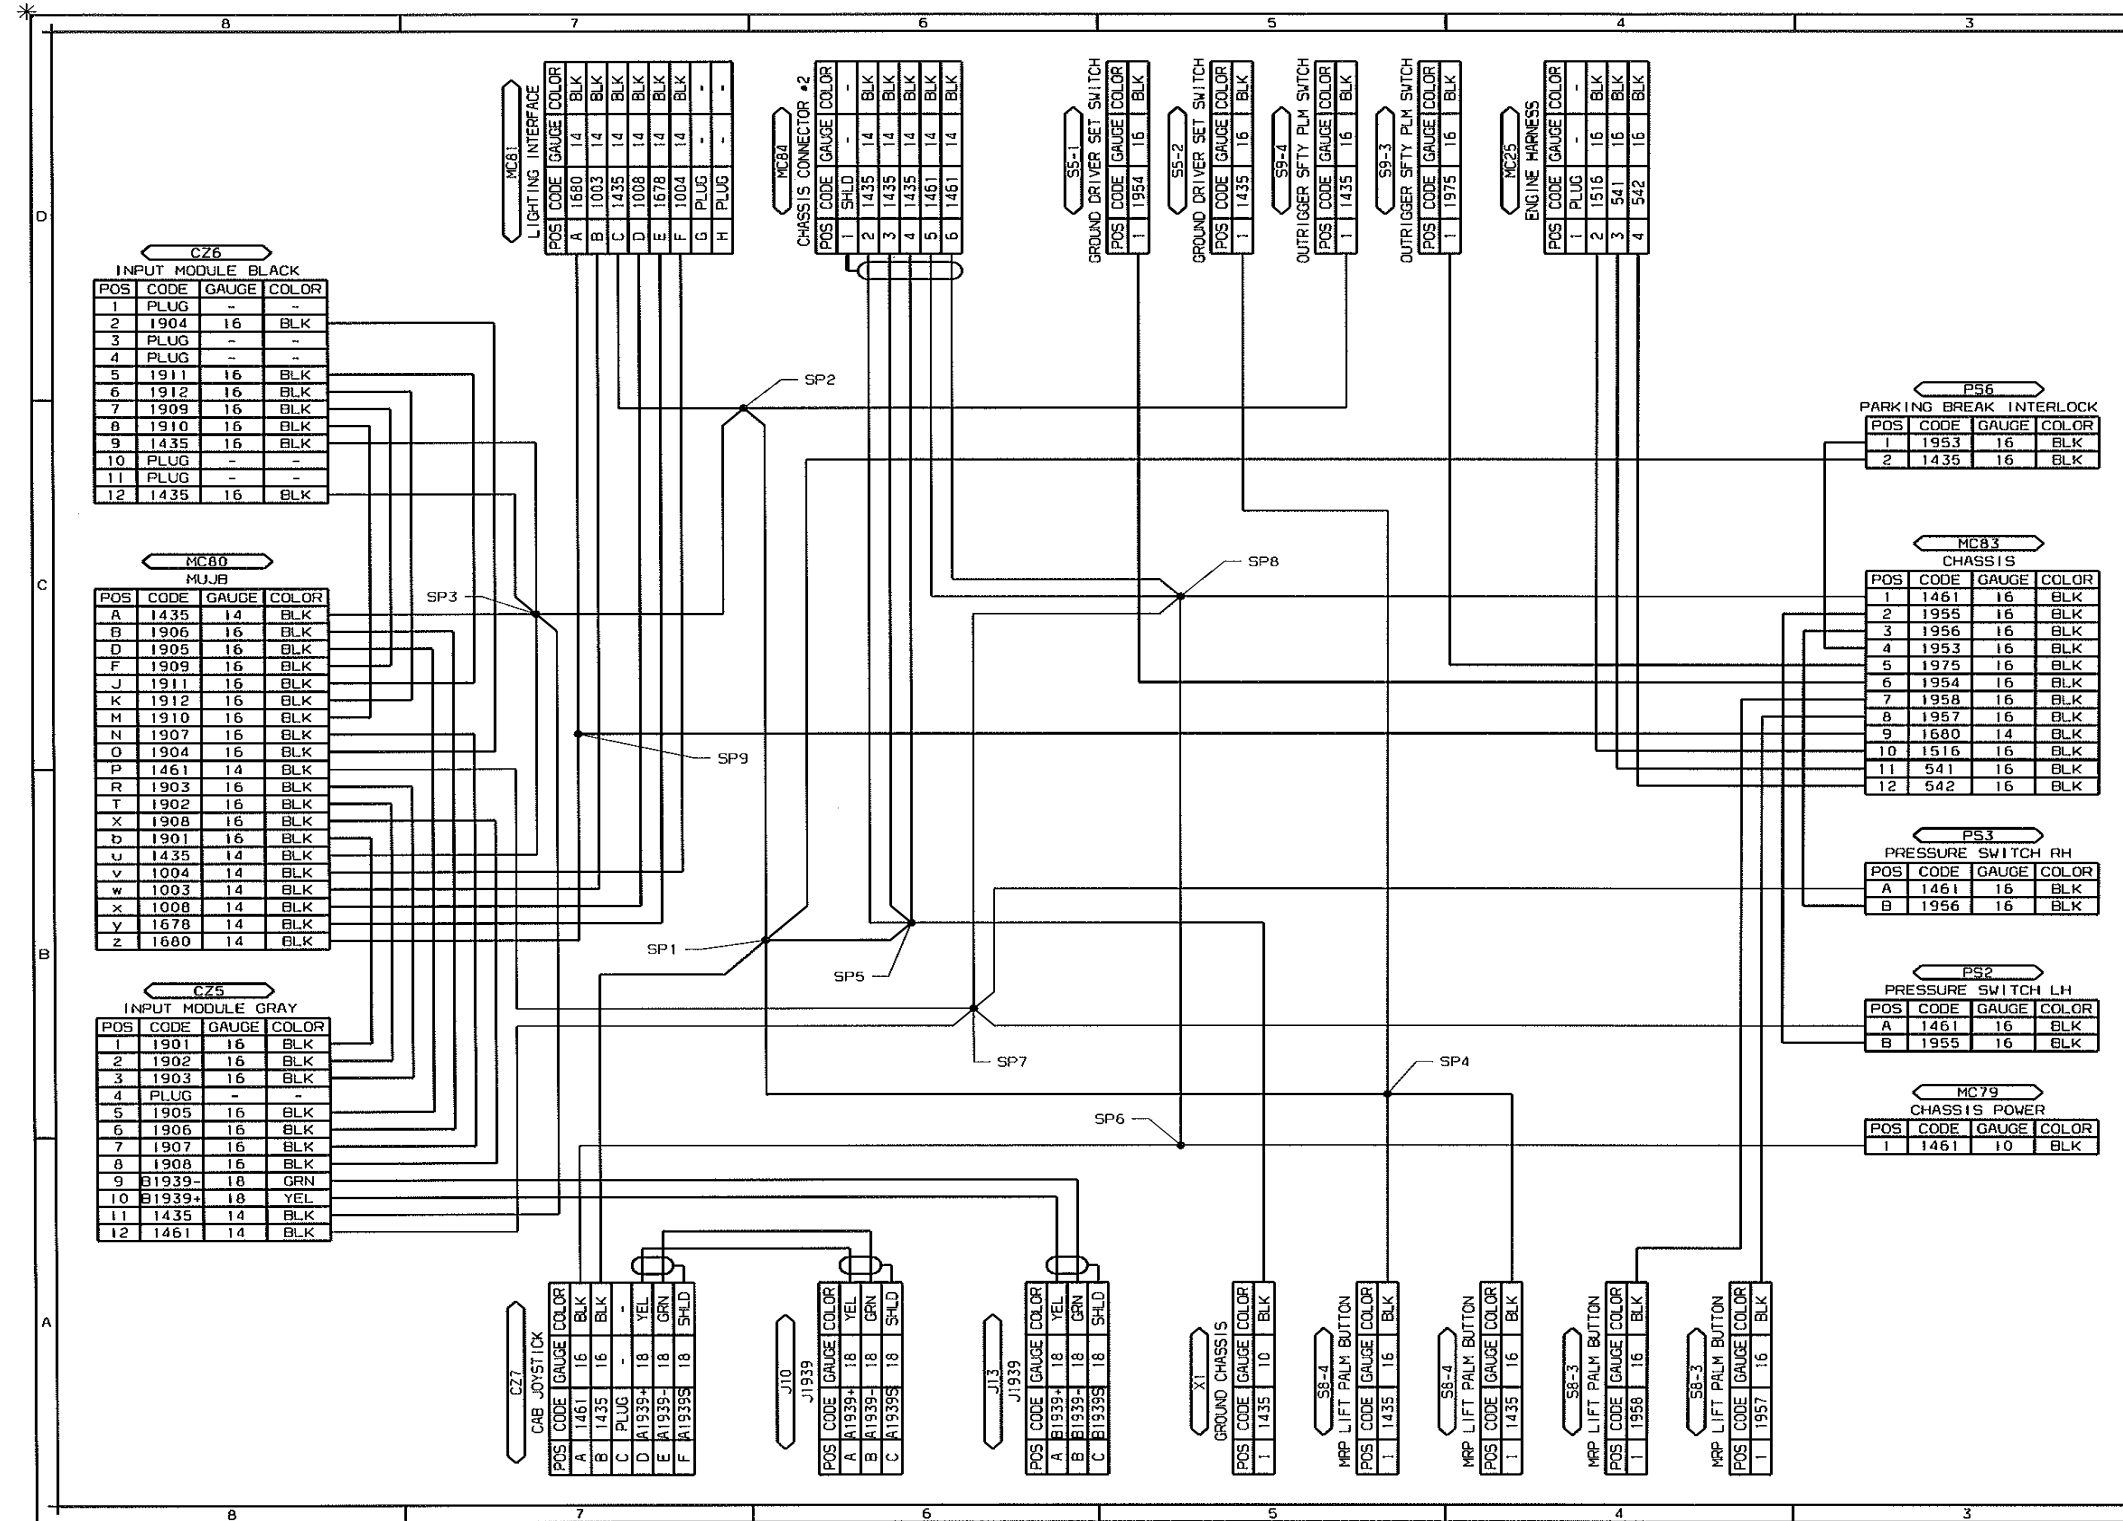 8 7 6 5 4 3
D
C
B
A
CZ6
INPUT MODULE BLACK
POS CODE GAUGE COLOR
1 PLUG - -
2 1904 16 BLK
3 PLUG - -
4 PLUG - -
5 1911 16 BLK
6 1912 16 BLK
7 1909 16 BLK
8 1910 16 BLK
9 1435 16 BLK
10 PLUG - -
11 PLUG - -
12 1435 16 BLK
MC80
MUJB
POS CODE GAUGE COLOR
A 1435 14 BLK
B 1906 16 BLK
D 1905 16 BLK
F 1909 16 BLK
J 1911 16 BLK
K 1912 16 BLK
M 1910 16 BLK
N 1907 16 BLK
O 1904 16 BLK
P 1461 14 BLK
R 1903 16 BLK
T 1902 16 BLK
X 1908 16 BLK
b 1901 16 BLK
u 1435 14 BLK
v 1004 14 BLK
w 1003 14 BLK
x 1008 14 BLK
y 1678 14 BLK
z 1680 14 BLK
CZ5
INPUT MODULE GRAY
POS CODE GAUGE COLOR
1 1901 16 BLK
2 1902 16 BLK
3 1903 16 BLK
4 PLUG - -
5 1905 16 BLK
6 1906 16 BLK
7 1907 16 BLK
8 1908 16 BLK
9 B1939- 18 GRN
10 B1939+ 18 YEL
11 1435 14 BLK
12 1461 14 BLK
MC81
LIGHTING INTERFACE
POS CODE GAUGE COLOR
A 1680 14 BLK
B 1003 14 BLK
C 1435 14 BLK
D 1008 14 BLK
E 1678 14 BLK
F 1004 14 BLK
G PLUG - -
H PLUG - -
MC84
CHASSIS CONNECTOR #2
POS CODE GAUGE COLOR
1 SHLD - -
2 1435 14 BLK
3 1435 14 BLK
4 1435 14 BLK
5 1461 14 BLK
6 1461 14 BLK
S5-1
GROUND DRIVER SET SWITCH
POS CODE GAUGE COLOR
1 1954 16 BLK
S5-2
GROUND DRIVER SET SWITCH
POS CODE GAUGE COLOR
1 1435 16 BLK
S9-4
OUTRIGGER SFTY PLM SWTCH
POS CODE GAUGE COLOR
1 1435 16 BLK
S9-3
OUTRIGGER SFTY PLM SWTCH
POS CODE GAUGE COLOR
1 1975 16 BLK
MC25
ENGINE HARNESS
POS CODE GAUGE COLOR
1 PLUG - -
2 1516 16 BLK
3 541 16 BLK
4 542 16 BLK
SP2
SP8
SP3
SP9
SP1
SP5
SP7
SP4
SP6
PS6
PARKING BREAK INTERLOCK
POS CODE GAUGE COLOR
1 1953 16 BLK
2 1435 16 BLK
MC83
CHASSIS
POS CODE GAUGE COLOR
1 1461 16 BLK
2 1955 16 BLK
3 1956 16 BLK
4 1953 16 BLK
5 1975 16 BLK
6 1954 16 BLK
7 1958 16 BLK
8 1957 16 BLK
9 1680 14 BLK
10 1516 16 BLK
11 541 16 BLK
12 542 16 BLK
PS3
PRESSURE SWITCH RH
POS CODE GAUGE COLOR
A 1461 16 BLK
B 1956 16 BLK
PS2
PRESSURE SWITCH LH
POS CODE GAUGE COLOR
A 1461 16 BLK
B 1955 16 BLK
MC79
CHASSIS POWER
POS CODE GAUGE COLOR
1 1461 10 BLK
CZ7
CAB JOYSTICK
POS CODE GAUGE COLOR
A 1461 16 BLK
B 1435 16 BLK
C PLUG - -
D A1939+ 18 YEL
E A1939- 18 GRN
F A1939S 18 SHLD
J10
J1939
POS CODE GAUGE COLOR
A A1939+ 18 YEL
B A1939- 18 GRN
C A1939S 18 SHLD
J13
J1939
POS CODE GAUGE COLOR
A B1939+ 18 YEL
B B1939- 18 GRN
C B1939S 18 SHLD
X1
GROUND CHASSIS
POS CODE GAUGE COLOR
1 1435 10 BLK
S8-4
MRP LIFT PALM BUTTON
POS CODE GAUGE COLOR
1 1435 16 BLK
S8-4
MRP LIFT PALM BUTTON
POS CODE GAUGE COLOR
1 1435 16 BLK
S8-3
MRP LIFT PALM BUTTON
POS CODE GAUGE COLOR
1 1958 16 BLK
S8-3
MRP LIFT PALM BUTTON
POS CODE GAUGE COLOR
1 1957 16 BLK
8 7 6 5 4 3